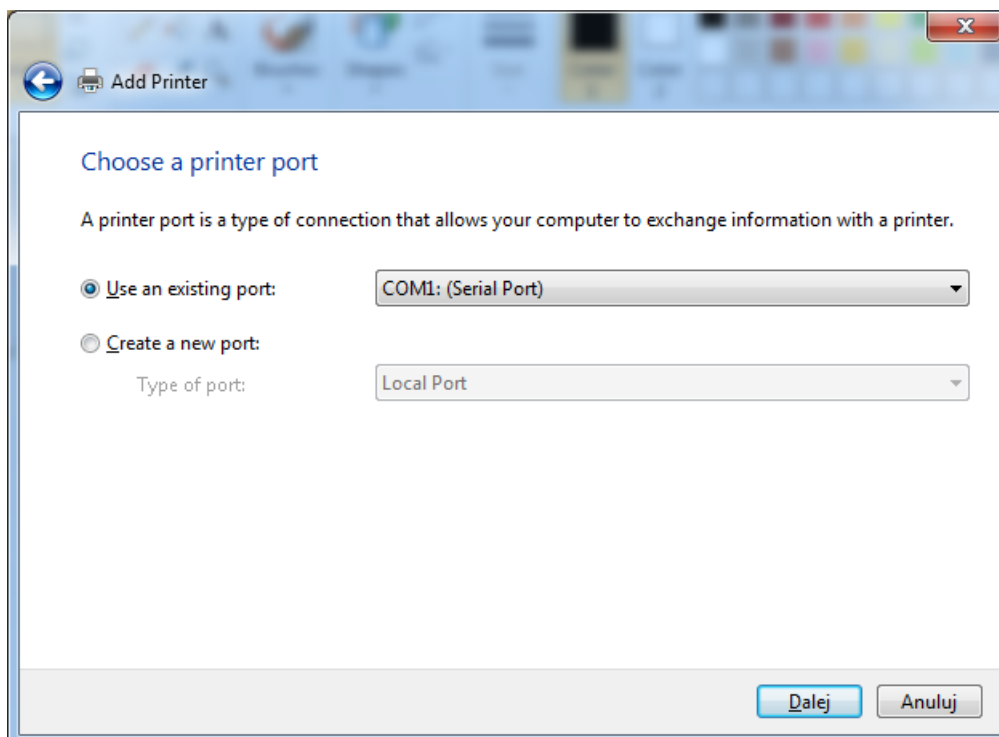 Add Printer
Choose a printer port
A printer port is a type of connection that allows your computer to exchange information with a printer.
Use an existing port: COM1: (Serial Port)
Create a new port:
Type of port: Local Port
Dalej Anuluj